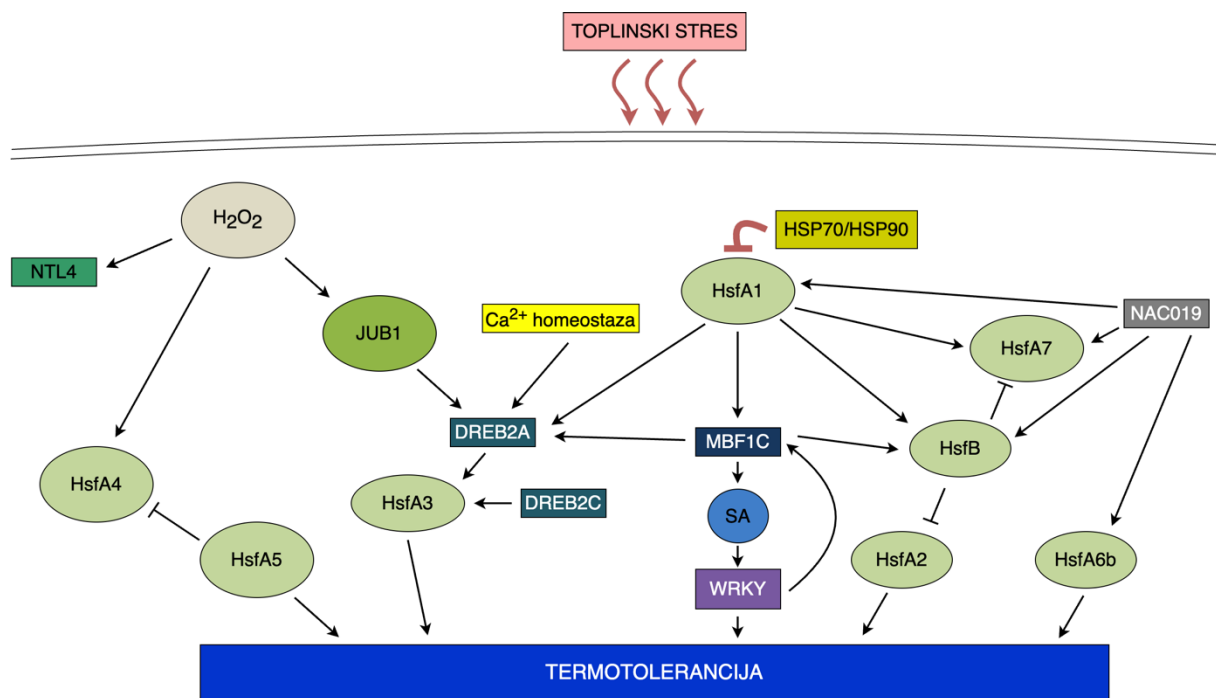 TOPLINSKI STRES
H₂O₂
HSP70/HSP90
NTL4
HsfA1
Ca²⁺ homeostaza
NAC019
JUB1
HsfA7
DREB2A
MBF1C
HsfB
HsfA4
HsfA3
DREB2C
SA
HsfA5
HsfA2
HsfA6b
WRKY
TERMOTOLERANCIJA